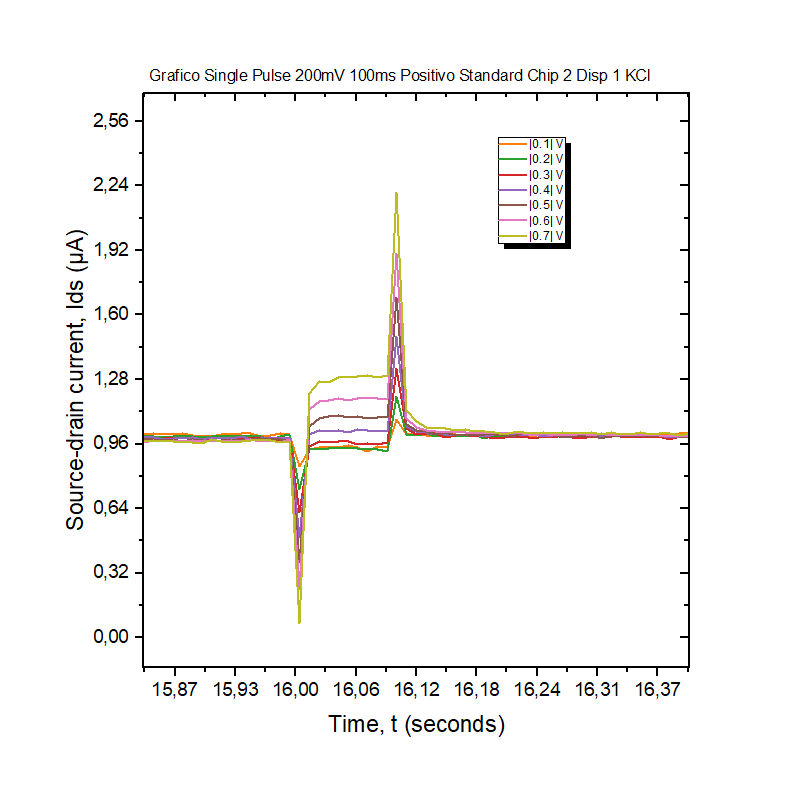 Grafico Single Pulse 200mV 100ms Positivo Standard Chip 2 Disp 1 KCl
|0.1| V
|0.2| V
|0.3| V
|0.4| V
|0.5| V
|0.6| V
|0.7| V
Source-drain current, Ids (μA)
2,56
2,24
1,92
1,60
1,28
0,96
0,64
0,32
0,00
15,87 15,93 16,00 16,06 16,12 16,18 16,24 16,31 16,37
Time, t (seconds)